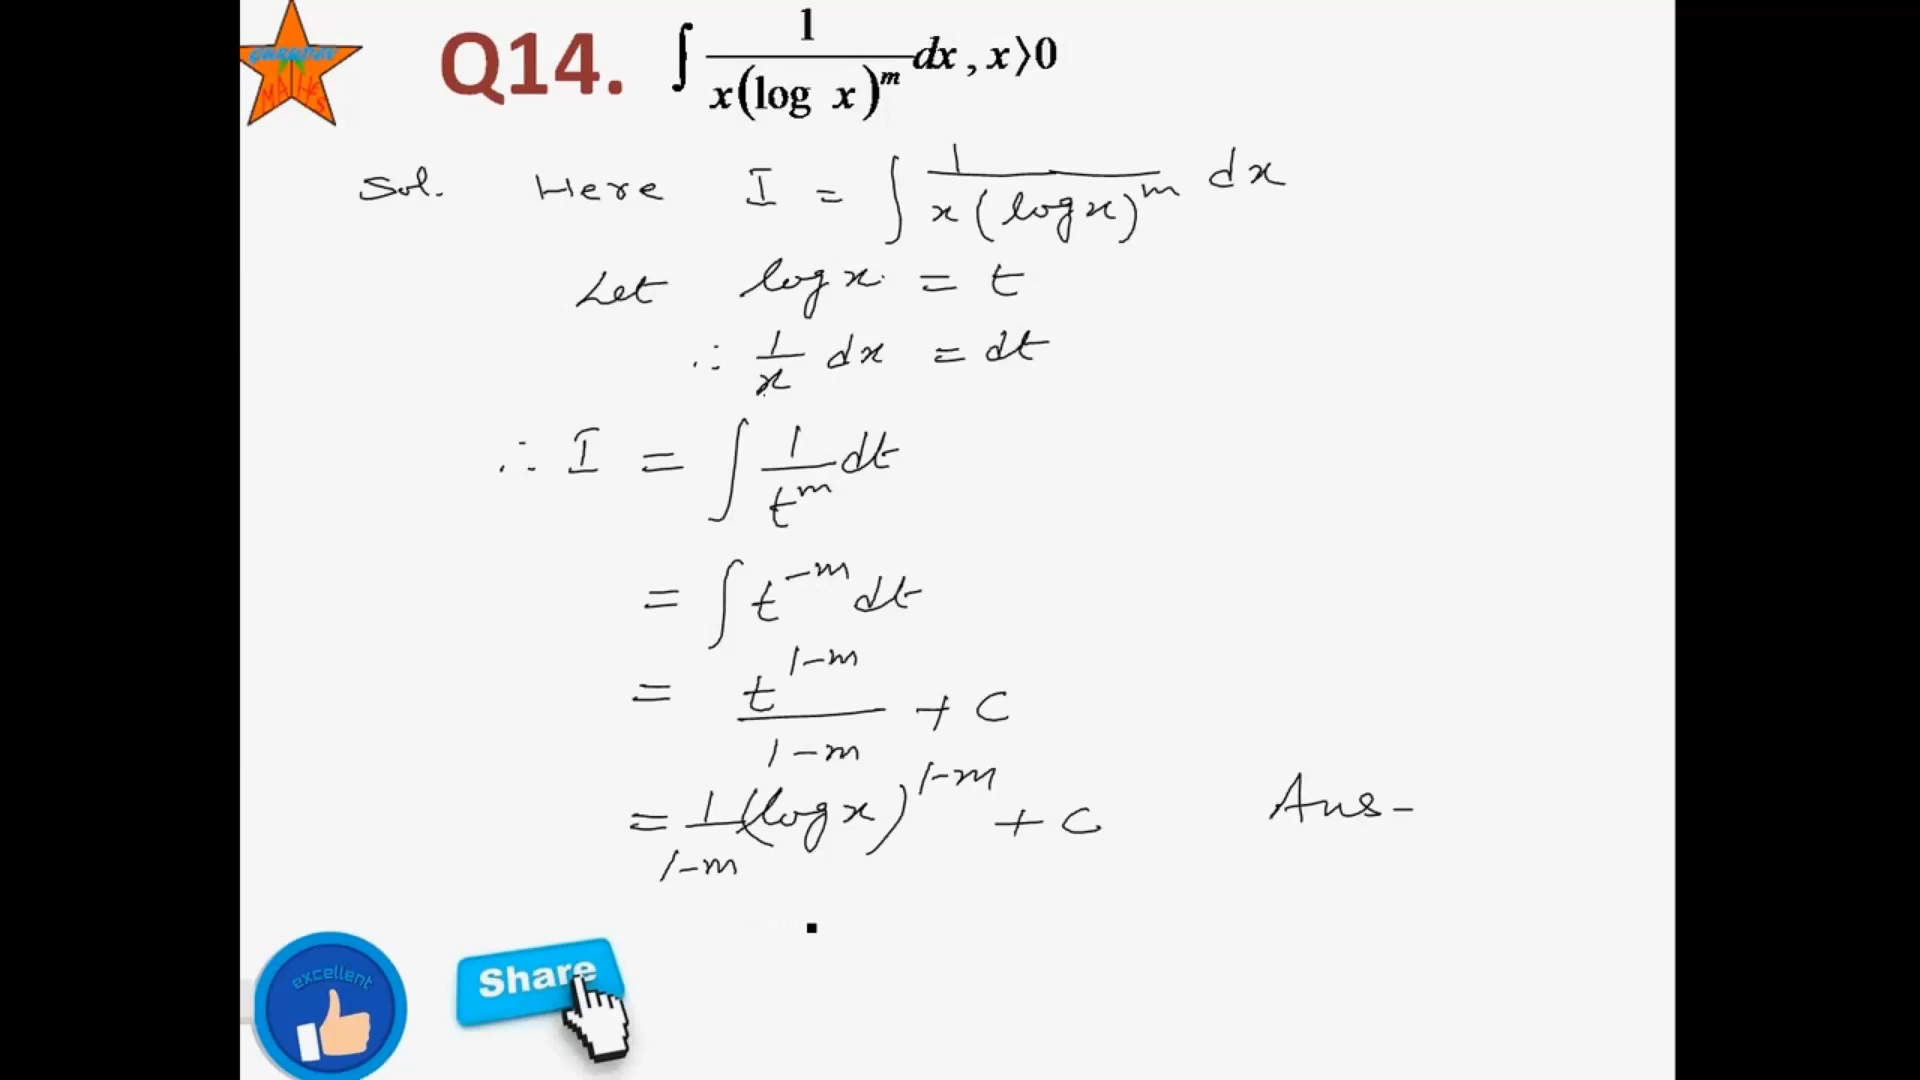 Q14. ∫ 1/(x(log x)^m) dx , x⟩0
MATHES
Sol. Here I = ∫ 1/(x(log x)^m) dx
Let log x = t
∴ 1/x dx = dt
∴ I = ∫ 1/t^m dt
= ∫ t^-m dt
= t^1-m/1-m + C
= 1/1-m (log x)^1-m + C Ans-
excellent
Share